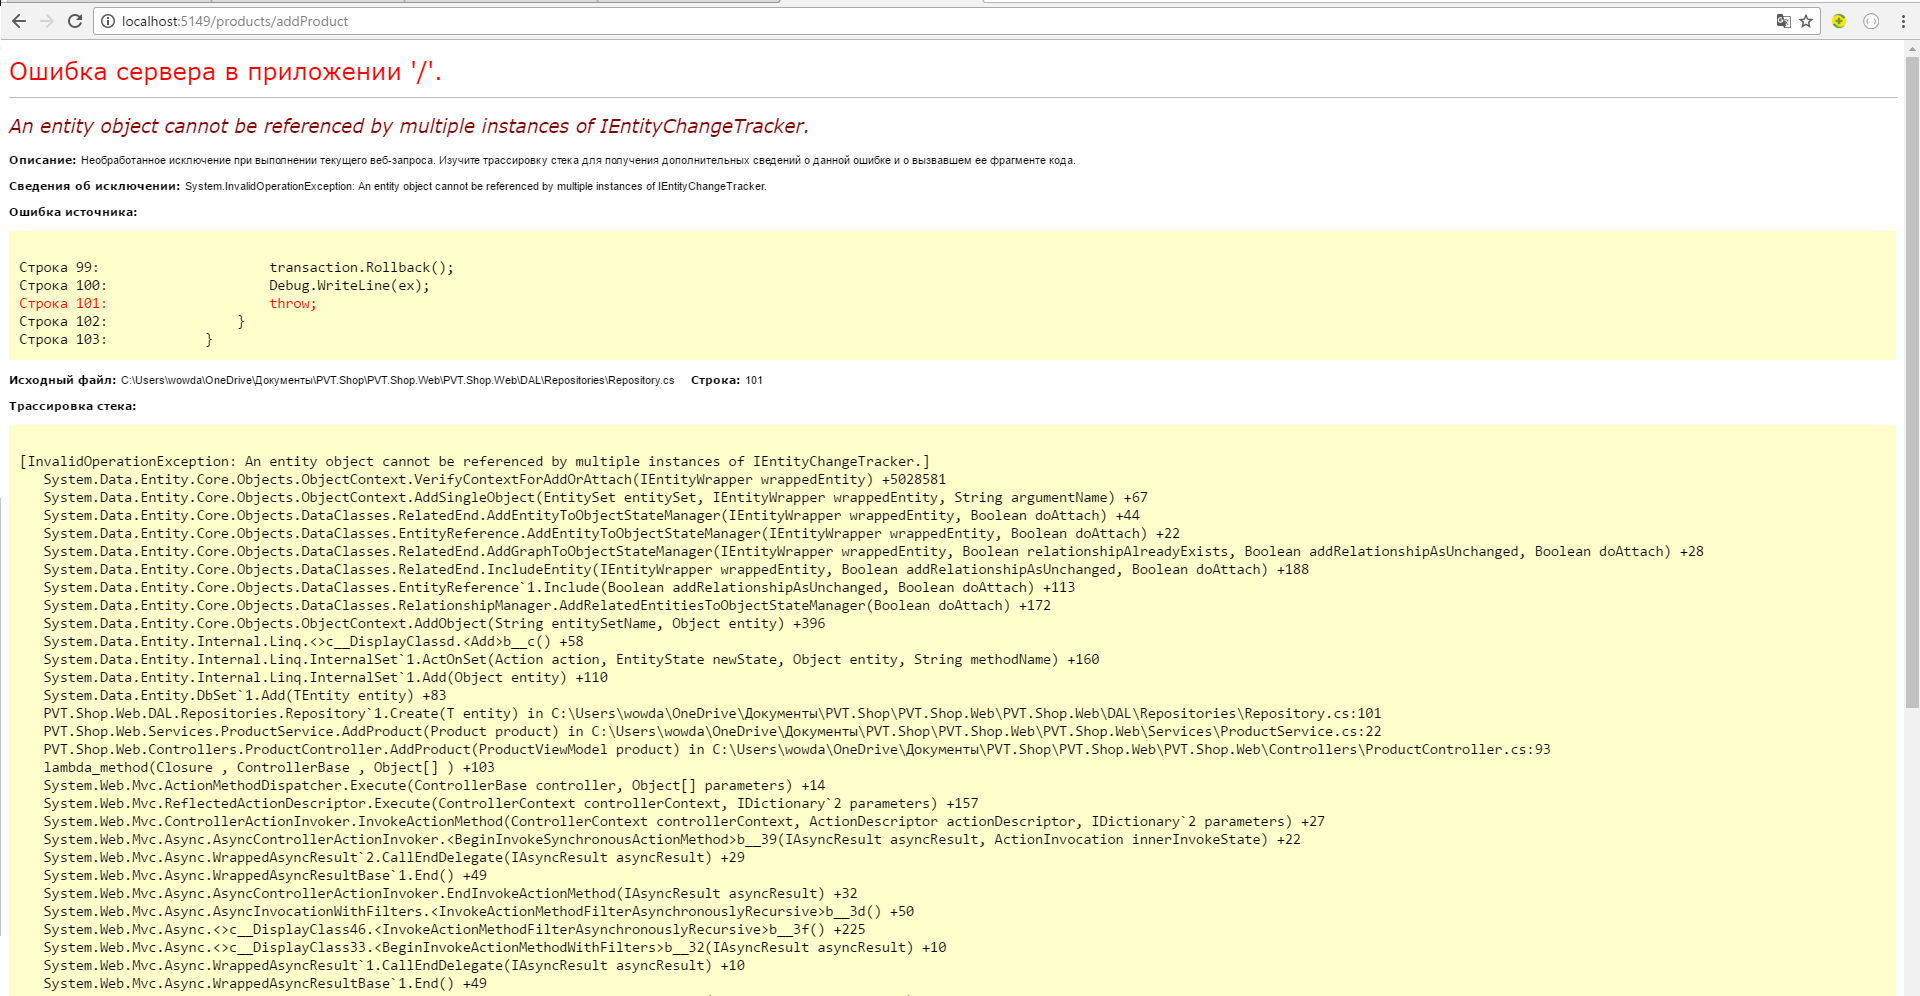 localhost:5149/products/addProduct
Ошибка сервера в приложении '/'.
An entity object cannot be referenced by multiple instances of IEntityChangeTracker.
Описание: Необработанное исключение при выполнении текущего веб-запроса. Изучите трассировку стека для получения дополнительных сведений о данной ошибке и о вызвавшем ее фрагменте кода.
Сведения об исключении: System.InvalidOperationException: An entity object cannot be referenced by multiple instances of IEntityChangeTracker.
Ошибка источника:
Строка 99: transaction.Rollback();
Строка 100: Debug.WriteLine(ex);
Строка 101: throw;
Строка 102: }
Строка 103: }
Исходный файл: C:\Users\wowda\OneDrive\Документы\PVT.Shop\PVT.Shop.Web\PVT.Shop.Web\DAL\Repositories\Repository.cs Строка: 101
Трассировка стека:
[InvalidOperationException: An entity object cannot be referenced by multiple instances of IEntityChangeTracker.]
System.Data.Entity.Core.Objects.ObjectContext.VerifyContextForAddOrAttach(IEntityWrapper wrappedEntity) +5028581
System.Data.Entity.Core.Objects.ObjectContext.AddSingleObject(EntitySet entitySet, IEntityWrapper wrappedEntity, String argumentName) +67
System.Data.Entity.Core.Objects.DataClasses.RelatedEnd.AddEntityToObjectStateManager(IEntityWrapper wrappedEntity, Boolean doAttach) +44
System.Data.Entity.Core.Objects.DataClasses.EntityReference.AddEntityToObjectStateManager(IEntityWrapper wrappedEntity, Boolean doAttach) +22
System.Data.Entity.Core.Objects.DataClasses.RelatedEnd.AddGraphToObjectStateManager(IEntityWrapper wrappedEntity, Boolean relationshipAlreadyExists, Boolean addRelationshipAsUnchanged, Boolean doAttach) +28
System.Data.Entity.Core.Objects.DataClasses.RelatedEnd.IncludeEntity(IEntityWrapper wrappedEntity, Boolean addRelationshipAsUnchanged, Boolean doAttach) +188
System.Data.Entity.Core.Objects.DataClasses.EntityReference`1.Include(Boolean addRelationshipAsUnchanged, Boolean doAttach) +113
System.Data.Entity.Core.Objects.DataClasses.RelationshipManager.AddRelatedEntitiesToObjectStateManager(Boolean doAttach) +172
System.Data.Entity.Core.Objects.ObjectContext.AddObject(String entitySetName, Object entity) +396
System.Data.Entity.Internal.Linq.<>c__DisplayClassd.<Add>b__c() +58
System.Data.Entity.Internal.Linq.InternalSet`1.ActOnSet(Action action, EntityState newState, Object entity, String methodName) +160
System.Data.Entity.Internal.Linq.InternalSet`1.Add(Object entity) +110
System.Data.Entity.DbSet`1.Add(TEntity entity) +83
PVT.Shop.Web.DAL.Repositories.Repository`1.Create(T entity) in C:\Users\wowda\OneDrive\Документы\PVT.Shop\PVT.Shop.Web\PVT.Shop.Web\DAL\Repositories\Repository.cs:101
PVT.Shop.Web.Services.ProductService.AddProduct(Product product) in C:\Users\wowda\OneDrive\Документы\PVT.Shop\PVT.Shop.Web\PVT.Shop.Web\Services\ProductService.cs:22
PVT.Shop.Web.Controllers.ProductController.AddProduct(ProductViewModel product) in C:\Users\wowda\OneDrive\Документы\PVT.Shop\PVT.Shop.Web\PVT.Shop.Web\Controllers\ProductController.cs:93
lambda_method(Closure , ControllerBase , Object[] ) +103
System.Web.Mvc.ActionMethodDispatcher.Execute(ControllerBase controller, Object[] parameters) +14
System.Web.Mvc.ReflectedActionDescriptor.Execute(ControllerContext controllerContext, IDictionary`2 parameters) +157
System.Web.Mvc.ControllerActionInvoker.InvokeActionMethod(ControllerContext controllerContext, ActionDescriptor actionDescriptor, IDictionary`2 parameters) +27
System.Web.Mvc.Async.AsyncControllerActionInvoker.<BeginInvokeSynchronousActionMethod>b__39(IAsyncResult asyncResult, ActionInvocation innerInvokeState) +22
System.Web.Mvc.Async.WrappedAsyncResult`2.CallEndDelegate(IAsyncResult asyncResult) +29
System.Web.Mvc.Async.WrappedAsyncResultBase`1.End() +49
System.Web.Mvc.Async.AsyncControllerActionInvoker.EndInvokeActionMethod(IAsyncResult asyncResult) +32
System.Web.Mvc.Async.AsyncInvocationWithFilters.<InvokeActionMethodFilterAsynchronouslyRecursive>b__3d() +50
System.Web.Mvc.Async.<>c__DisplayClass46.<InvokeActionMethodFilterAsynchronouslyRecursive>b__3f() +225
System.Web.Mvc.Async.<>c__DisplayClass33.<BeginInvokeActionMethodWithFilters>b__32(IAsyncResult asyncResult) +10
System.Web.Mvc.Async.WrappedAsyncResult`1.CallEndDelegate(IAsyncResult asyncResult) +10
System.Web.Mvc.Async.WrappedAsyncResultBase`1.End() +49